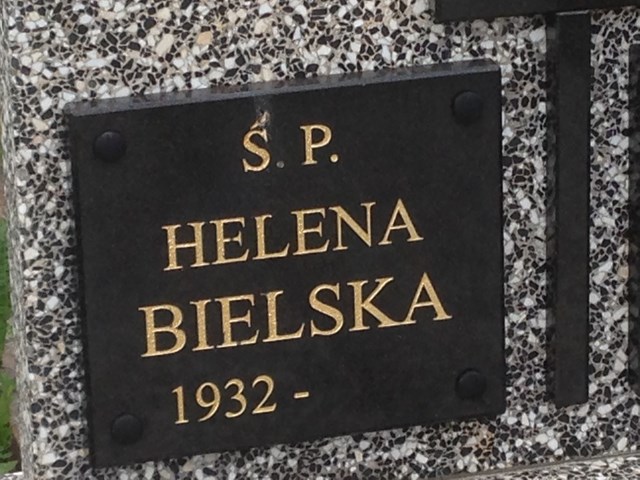 Ś. P.
HELENA
BIELSKA
1932 -